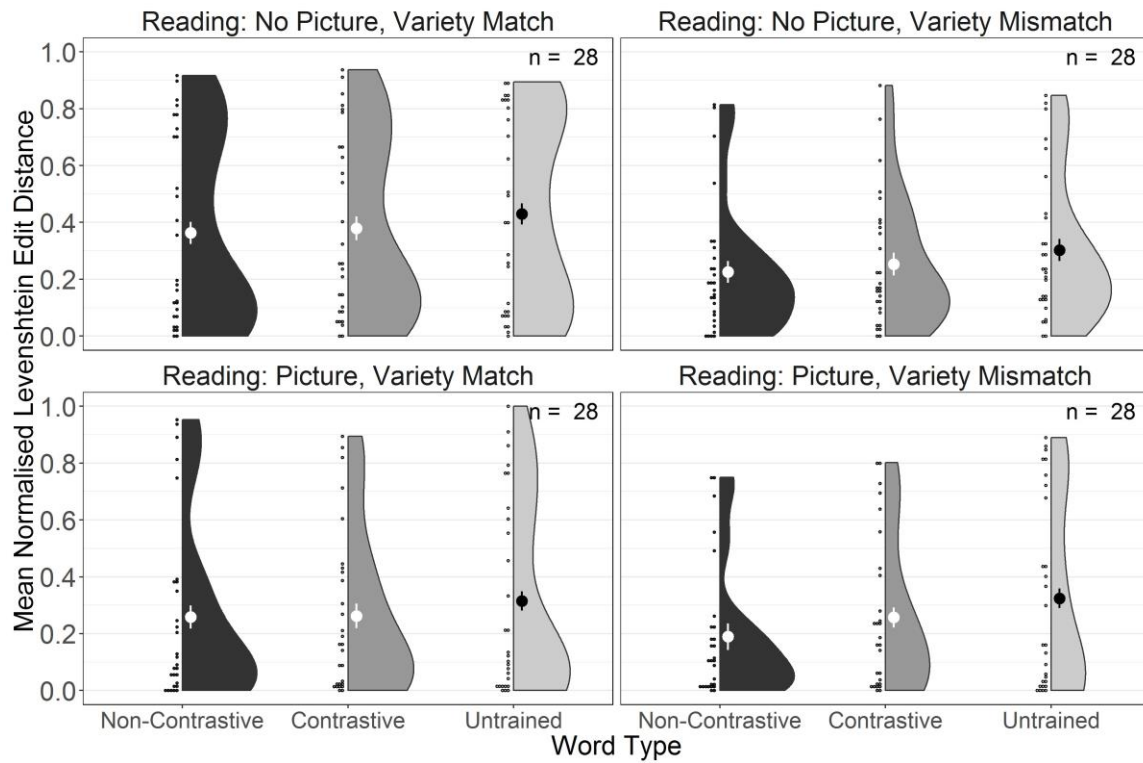 Reading: No Picture, Variety Match
Reading: No Picture, Variety Mismatch
n = 28
n = 28
1.0
0.8
0.6
0.4
0.2
0.0
Reading: Picture, Variety Match
Reading: Picture, Variety Mismatch
n = 28
n = 28
1.0
0.8
0.6
0.4
0.2
0.0
Mean Normalised Levenshtein Edit Distance
Non-Contrastive Contrastive Untrained
Non-Contrastive Contrastive Untrained
Word Type